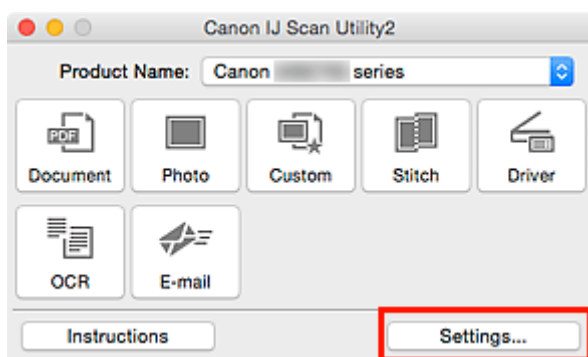 Canon IJ Scan Utility2
Product Name: Canon series
PDF
Document Photo Custom Stitch Driver
OCR E-mail
Instructions Settings...